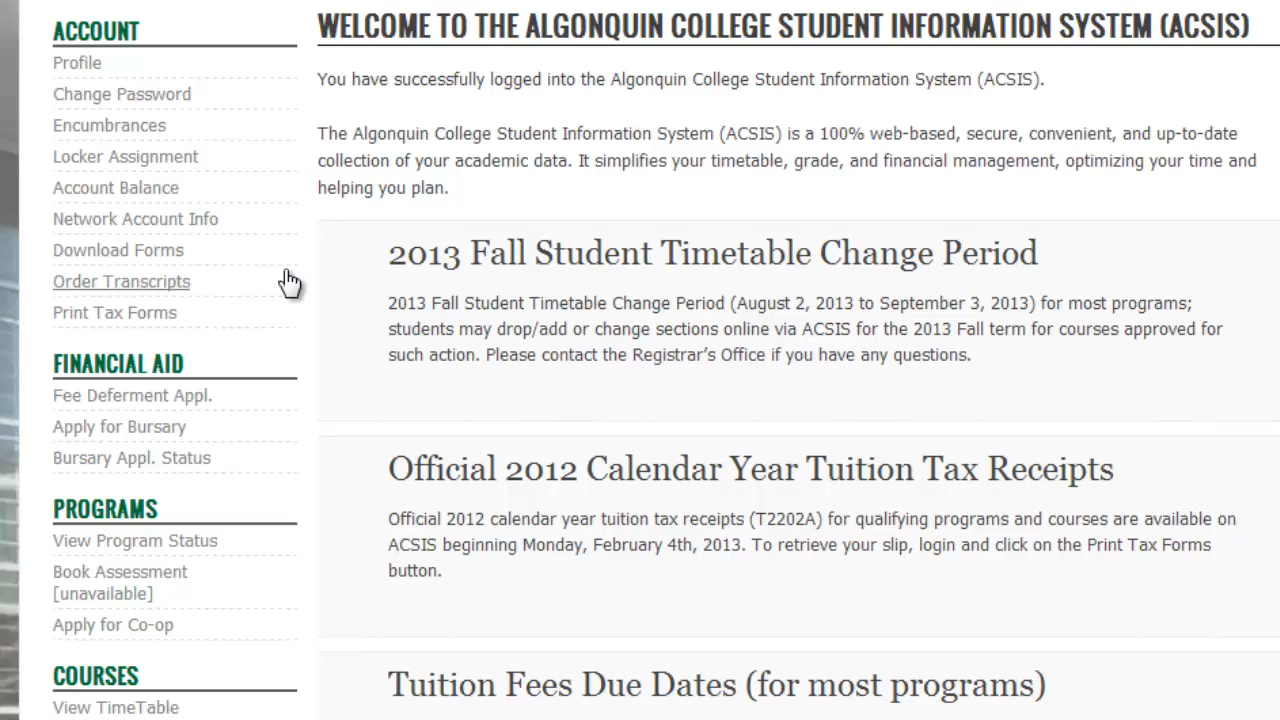 ACCOUNT
Profile
Change Password
Encumbrances
Locker Assignment
Account Balance
Network Account Info
Download Forms
Order Transcripts
Print Tax Forms
FINANCIAL AID
Fee Deferment Appl.
Apply for Bursary
Bursary Appl. Status
PROGRAMS
View Program Status
Book Assessment
[unavailable]
Apply for Co-op
COURSES
View TimeTable
WELCOME TO THE ALGONQUIN COLLEGE STUDENT INFORMATION SYSTEM (ACSIS)
You have successfully logged into the Algonquin College Student Information System (ACSIS).
The Algonquin College Student Information System (ACSIS) is a 100% web-based, secure, convenient, and up-to-date
collection of your academic data. It simplifies your timetable, grade, and financial management, optimizing your time and
helping you plan.
2013 Fall Student Timetable Change Period
2013 Fall Student Timetable Change Period (August 2, 2013 to September 3, 2013) for most programs;
students may drop/add or change sections online via ACSIS for the 2013 Fall term for courses approved for
such action. Please contact the Registrar’s Office if you have any questions.
Official 2012 Calendar Year Tuition Tax Receipts
Official 2012 calendar year tuition tax receipts (T2202A) for qualifying programs and courses are available on
ACSIS beginning Monday, February 4th, 2013. To retrieve your slip, login and click on the Print Tax Forms
button.
Tuition Fees Due Dates (for most programs)